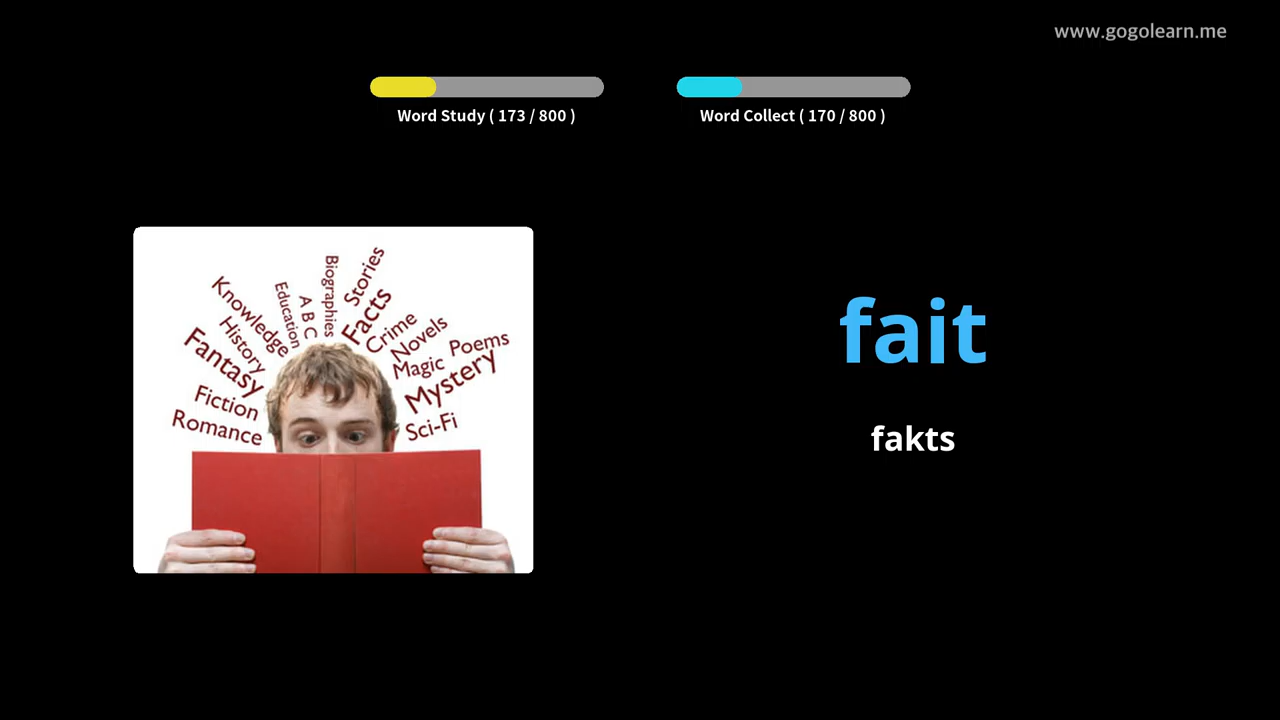 www.gogolearn.me
Word Study ( 173 / 800 )
Word Collect ( 170 / 800 )
Knowledge
Education
A B C
Biographies
Stories
Facts
Crime
Novels
Poems
Magic
Mystery
History
Fantasy
Fiction
Romance
Sci-Fi
fait
fakts